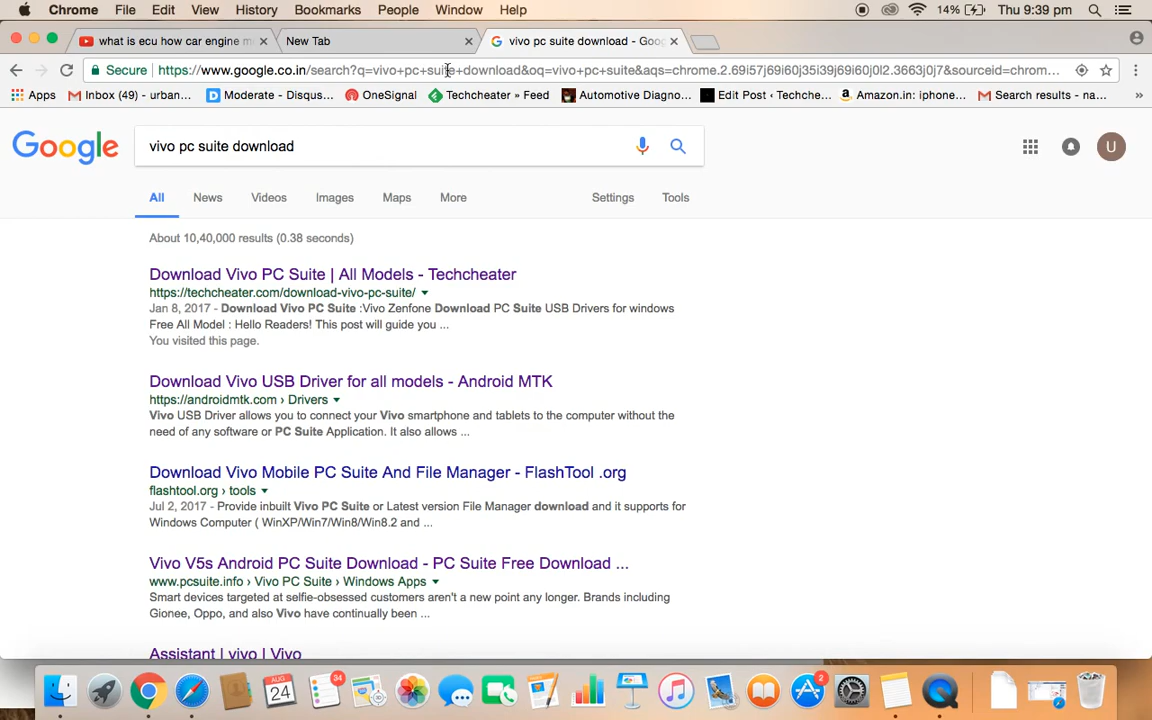 Chrome File Edit View History Bookmarks People Window Help 14% Thu 9:39 pm
what is ecu how car engine m New Tab vivo pc suite download - Goog
Secure https://www.google.co.in/search?q=vivo+pc+suite+download&oq=vivo+pc+suite&aqs=chrome.2.69i57j69i60j35i39j69i60j0l2.3663j0j7&sourceid=chrom...
Apps Inbox (49) - urban... Moderate - Disqus... OneSignal Techcheater » Feed Automotive Diagno... Edit Post ‹ Techche... Amazon.in: iphone... Search results - na... »
Google vivo pc suite download U
All News Videos Images Maps More Settings Tools
About 10,40,000 results (0.38 seconds)
Download Vivo PC Suite | All Models - Techcheater
https://techcheater.com/download-vivo-pc-suite/
Jan 8, 2017 - Download Vivo PC Suite :Vivo Zenfone Download PC Suite USB Drivers for windows
Free All Model : Hello Readers! This post will guide you ...
You visited this page.
Download Vivo USB Driver for all models - Android MTK
https://androidmtk.com › Drivers
Vivo USB Driver allows you to connect your Vivo smartphone and tablets to the computer without the
need of any software or PC Suite Application. It also allows ...
Download Vivo Mobile PC Suite And File Manager - FlashTool .org
flashtool.org › tools
Jul 2, 2017 - Provide inbuilt Vivo PC Suite or Latest version File Manager download and it supports for
Windows Computer ( WinXP/Win7/Win8/Win8.2 and ...
Vivo V5s Android PC Suite Download - PC Suite Free Download ...
www.pcsuite.info › Vivo PC Suite › Windows Apps
Smart devices targeted at selfie-obsessed customers aren't a new point any longer. Brands including
Gionee, Oppo, and also Vivo have continually been ...
Assistant | vivo | Vivo
AUG 24 34 2